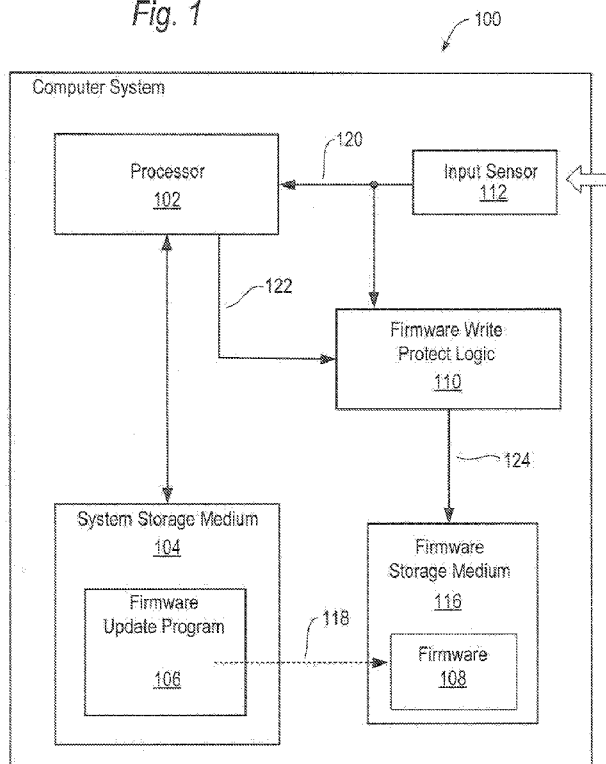 Fig. 1
100
Computer System
Processor
102
120
Input Sensor
112
122
Firmware Write
Protect Logic
110
124
System Storage Medium
104
Firmware
Update Program
106
118
Firmware
Storage Medium
116
Firmware
108